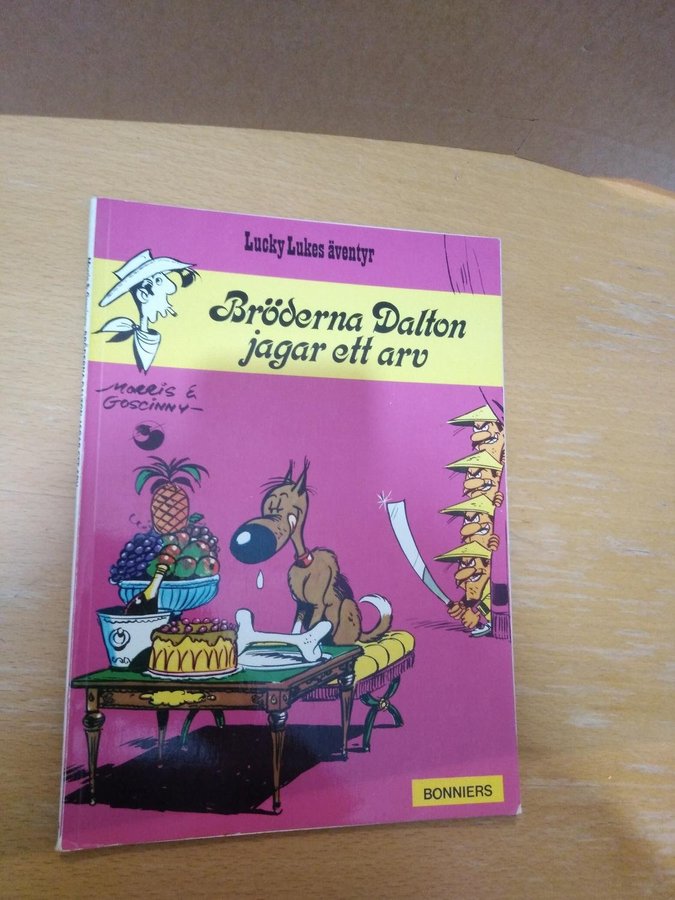 Lucky Lukes äventyr
Bröderna Dalton
jagar ett arv
MORRIS &
GOSCINNY
BONNIERS